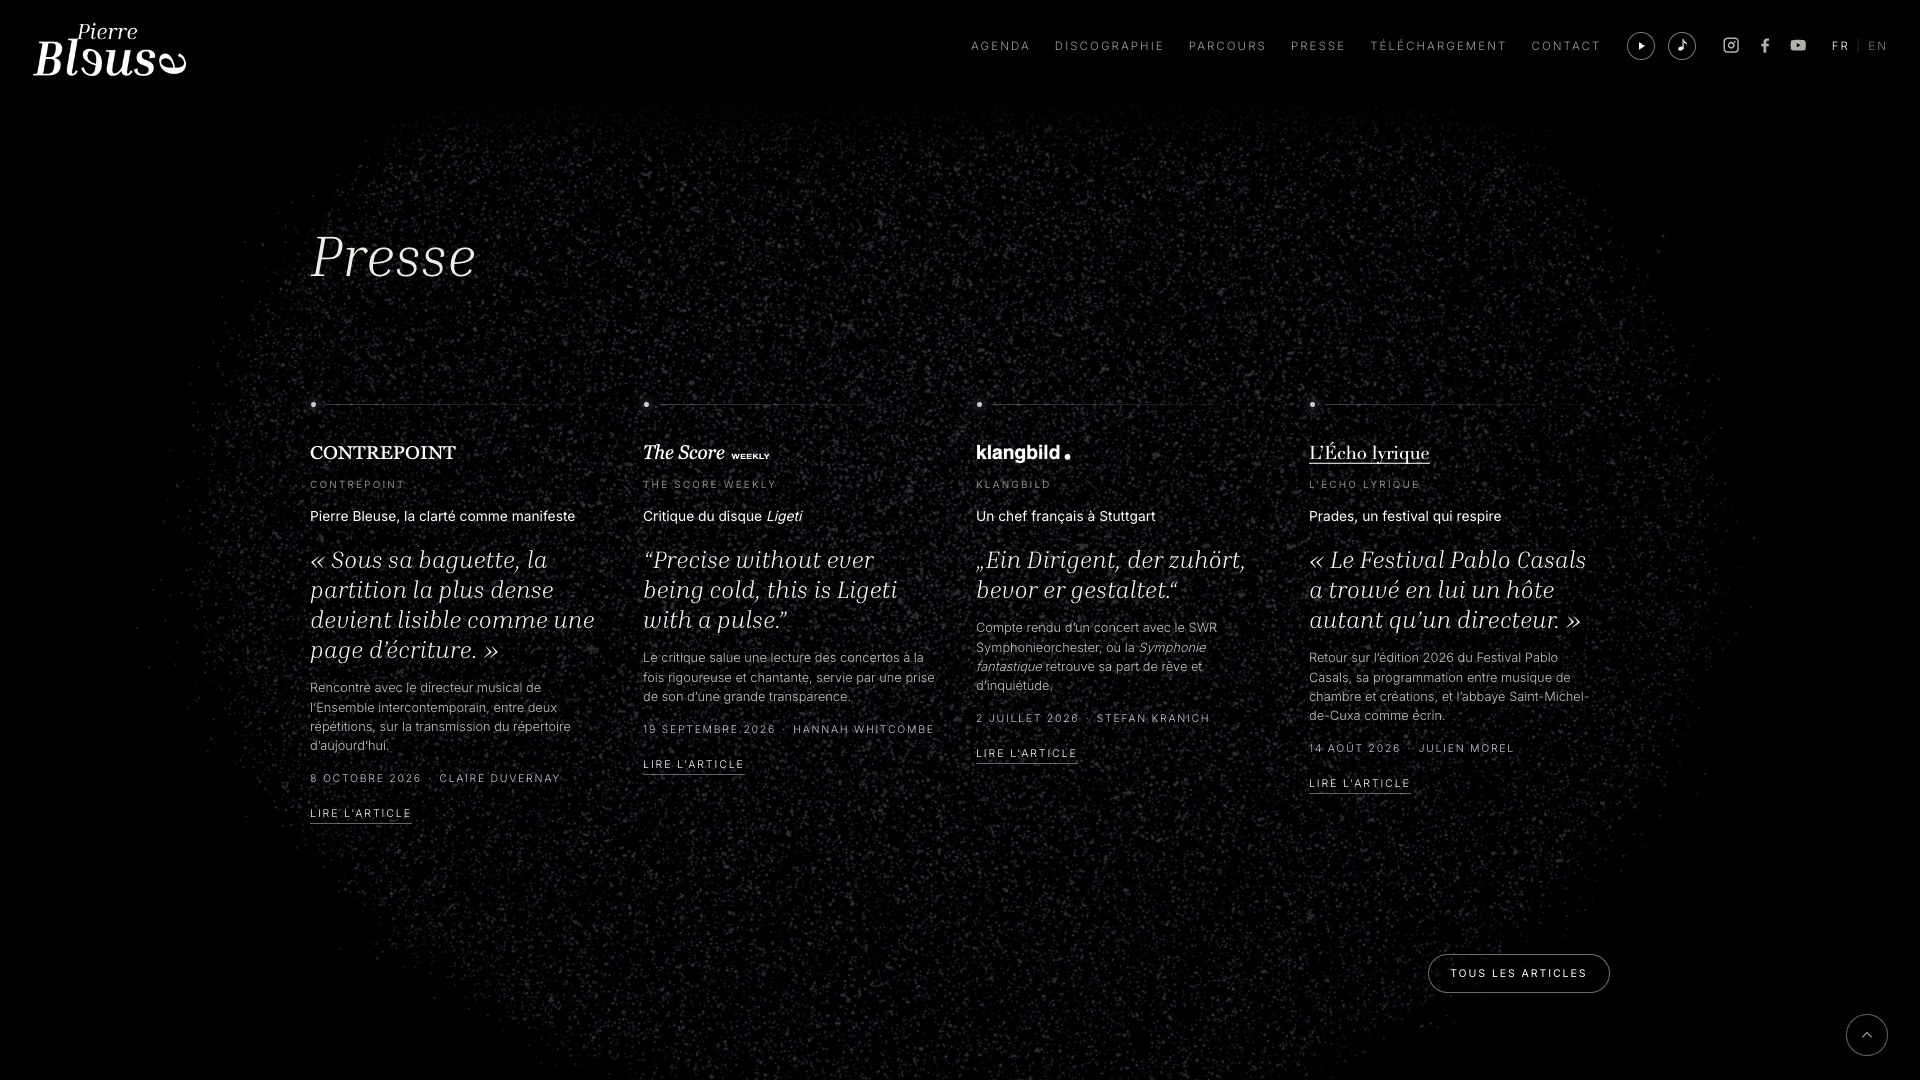 Pierre
Bleuse
AGENDA DISCOGRAPHIE PARCOURS PRESSE TÉLÉCHARGEMENT CONTACT FR | EN
Presse
CONTREPOINT
CONTREPOINT
Pierre Bleuse, la clarté comme manifeste
« Sous sa baguette, la
partition la plus dense
devient lisible comme une
page d’écriture. »
Rencontre avec le directeur musical de
l’Ensemble intercontemporain, entre deux
répétitions, sur la transmission du répertoire
d’aujourd’hui.
8 OCTOBRE 2026 · CLAIRE DUVERNAY
LIRE L'ARTICLE
The Score WEEKLY
THE SCORE WEEKLY
Critique du disque Ligeti
“Precise without ever
being cold, this is Ligeti
with a pulse.”
Le critique salue une lecture des concertos à la
fois rigoureuse et chantante, servie par une prise
de son d’une grande transparence.
19 SEPTEMBRE 2026 · HANNAH WHITCOMBE
LIRE L'ARTICLE
klangbild.
KLANGBILD
Un chef français à Stuttgart
„Ein Dirigent, der zuhört,
bevor er gestaltet.“
Compte rendu d’un concert avec le SWR
Symphonieorchester, où la Symphonie
fantastique retrouve sa part de rêve et
d’inquiétude.
2 JUILLET 2026 · STEFAN KRANICH
LIRE L'ARTICLE
L’Écho lyrique
L’ÉCHO LYRIQUE
Prades, un festival qui respire
« Le Festival Pablo Casals
a trouvé en lui un hôte
autant qu’un directeur. »
Retour sur l’édition 2026 du Festival Pablo
Casals, sa programmation entre musique de
chambre et créations, et l’abbaye Saint-Michel-
de-Cuxa comme écrin.
14 AOÛT 2026 · JULIEN MOREL
LIRE L'ARTICLE
TOUS LES ARTICLES